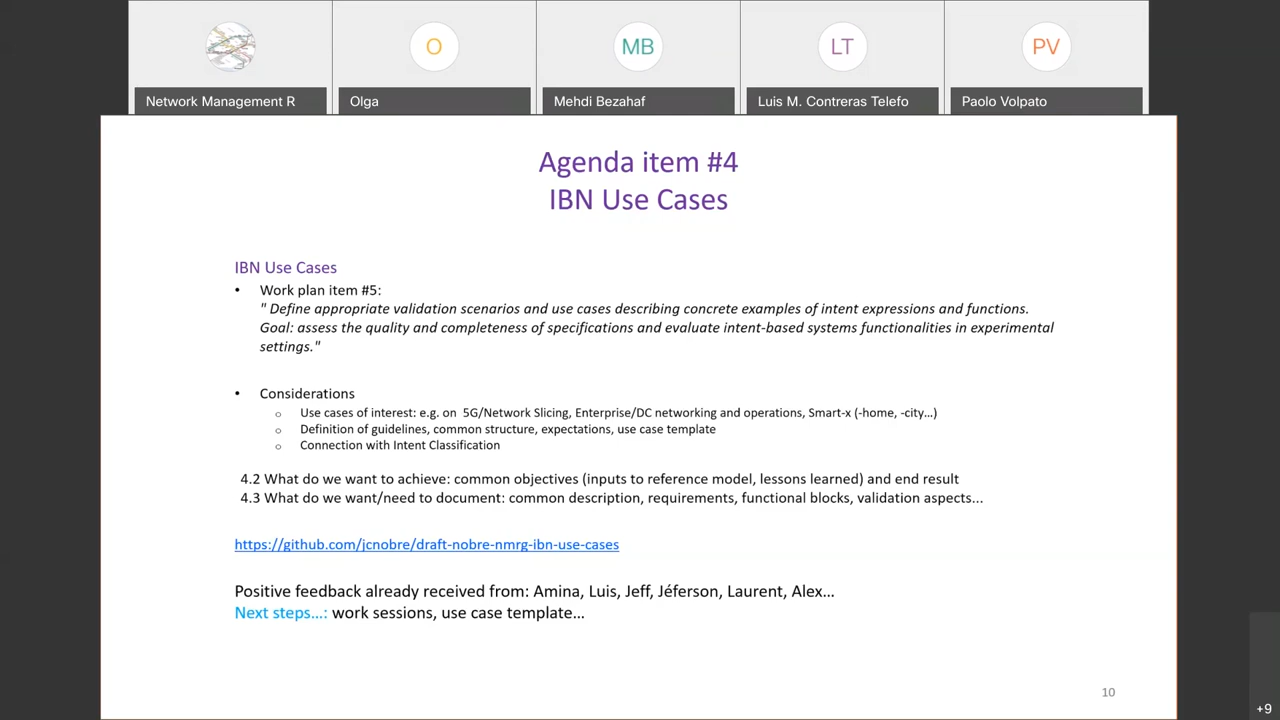 O
MB
LT
PV
Network Management R
Olga
Mehdi Bezahaf
Luis M. Contreras Telefo
Paolo Volpato
Agenda item #4
IBN Use Cases
IBN Use Cases
• Work plan item #5:
" Define appropriate validation scenarios and use cases describing concrete examples of intent expressions and functions.
Goal: assess the quality and completeness of specifications and evaluate intent-based systems functionalities in experimental
settings."
• Considerations
o Use cases of interest: e.g. on 5G/Network Slicing, Enterprise/DC networking and operations, Smart-x (-home, -city...)
o Definition of guidelines, common structure, expectations, use case template
o Connection with Intent Classification
4.2 What do we want to achieve: common objectives (inputs to reference model, lessons learned) and end result
4.3 What do we want/need to document: common description, requirements, functional blocks, validation aspects...
https://github.com/jcnobre/draft-nobre-nmrg-ibn-use-cases
Positive feedback already received from: Amina, Luis, Jeff, Jéferson, Laurent, Alex...
Next steps...: work sessions, use case template...
10
+9